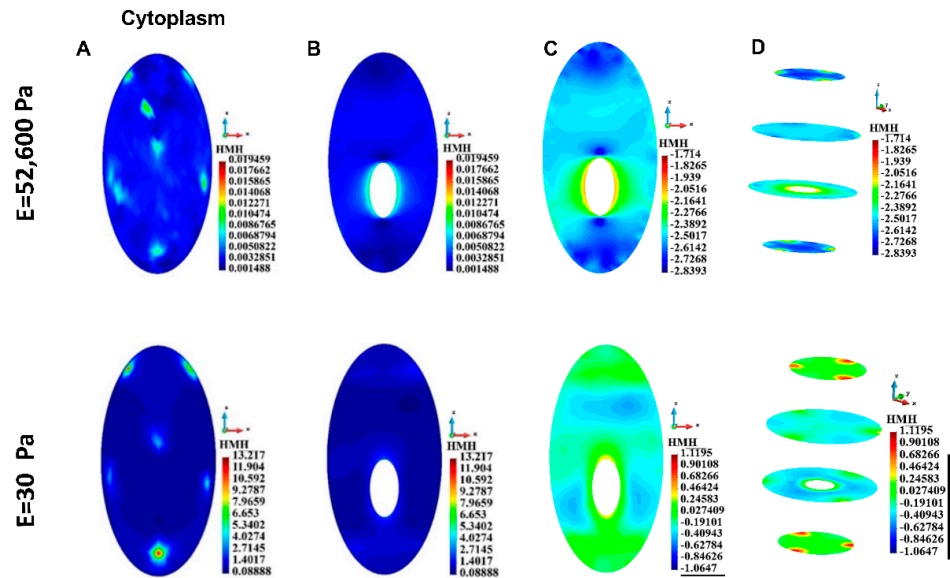 Cytoplasm
A
B
C
D
E=52,600 Pa
z
x
HMH
0.019459
0.017662
0.015865
0.014068
0.012271
0.010474
0.0086765
0.0068794
0.0050822
0.0032851
0.001488
z
x
HMH
0.019459
0.017662
0.015865
0.014068
0.012271
0.010474
0.0086765
0.0068794
0.0050822
0.0032851
0.001488
z
x
HMH
-1.714
-1.8265
-1.939
-2.0516
-2.1641
-2.2766
-2.3892
-2.5017
-2.6142
-2.7268
-2.8393
z
y
x
HMH
-1.714
-1.8265
-1.939
-2.0516
-2.1641
-2.2766
-2.3892
-2.5017
-2.6142
-2.7268
-2.8393
E=30 Pa
z
x
HMH
13.217
11.904
10.592
9.2787
7.9659
6.653
5.3402
4.0274
2.7145
1.4017
0.08888
z
x
HMH
13.217
11.904
10.592
9.2787
7.9659
6.653
5.3402
4.0274
2.7145
1.4017
0.08888
z
x
HMH
1.1195
0.90108
0.68266
0.46424
0.24583
0.027409
-0.19101
-0.40943
-0.62784
-0.84626
-1.0647
z
y
x
HMH
1.1195
0.90108
0.68266
0.46424
0.24583
0.027409
-0.19101
-0.40943
-0.62784
-0.84626
-1.0647